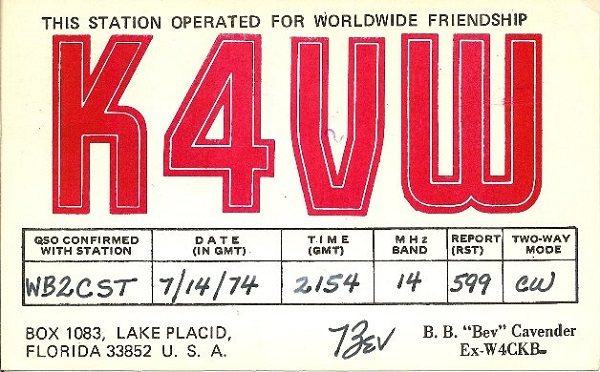 THIS STATION OPERATED FOR WORLDWIDE FRIENDSHIP
K4VW
QSO CONFIRMED WITH STATION DATE (IN GMT) TIME (GMT) MHz BAND REPORT (RST) TWO-WAY MODE
WB2CST 7/14/74 2154 14 599 CW
BOX 1083, LAKE PLACID, Bev B. B. "Bev" Cavender
FLORIDA 33852 U. S. A. Ex-W4CKB